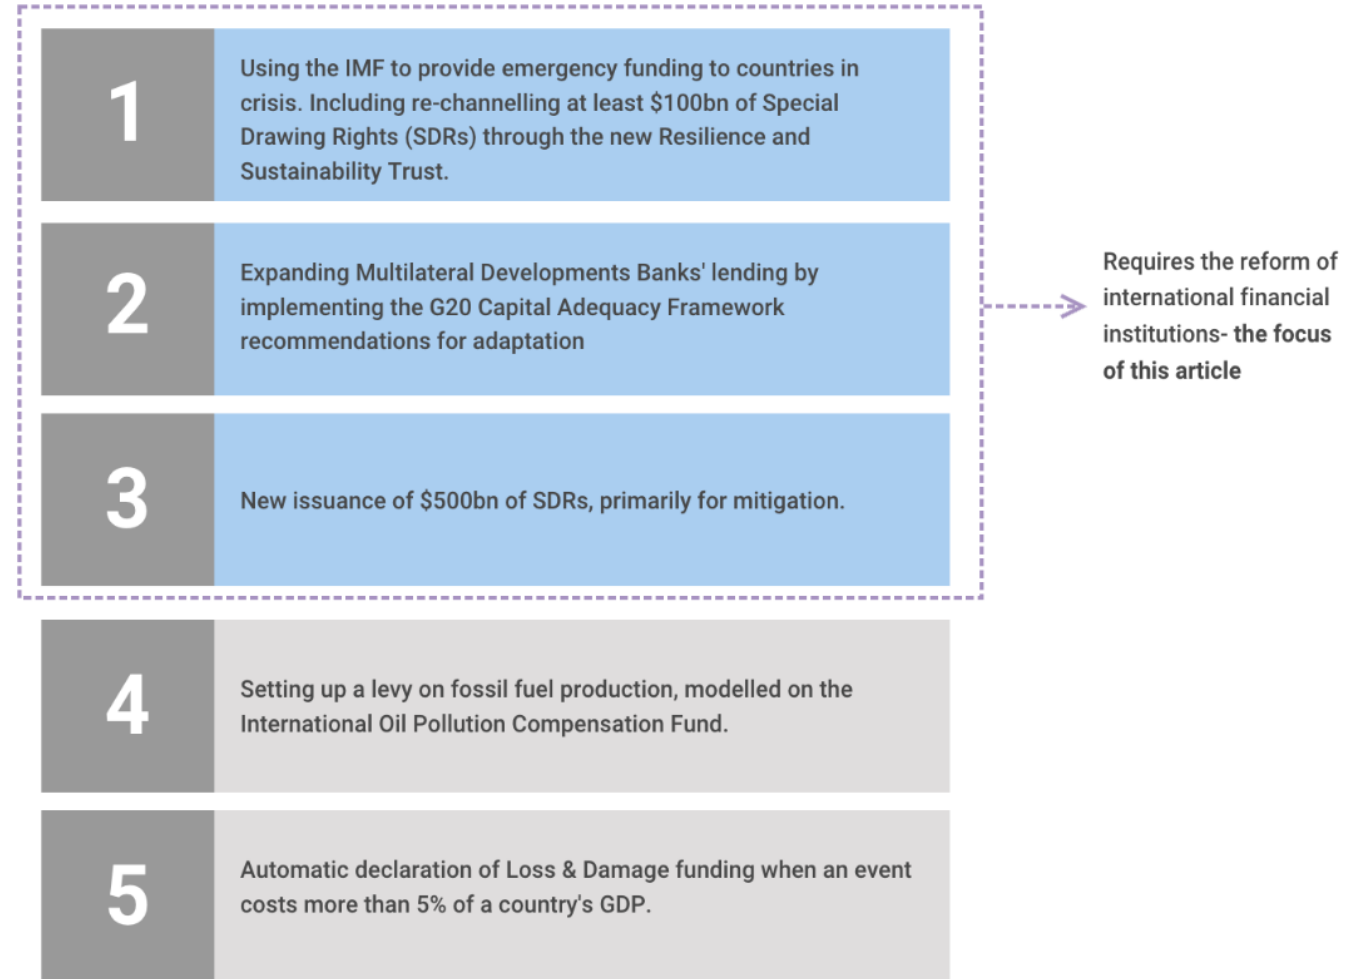 1
Using the IMF to provide emergency funding to countries in
crisis. Including re-channelling at least $100bn of Special
Drawing Rights (SDRs) through the new Resilience and
Sustainability Trust.
2
Expanding Multilateral Developments Banks' lending by
implementing the G20 Capital Adequacy Framework
recommendations for adaptation
3
New issuance of $500bn of SDRs, primarily for mitigation.
Requires the reform of
international financial
institutions- the focus
of this article
4
Setting up a levy on fossil fuel production, modelled on the
International Oil Pollution Compensation Fund.
5
Automatic declaration of Loss & Damage funding when an event
costs more than 5% of a country's GDP.